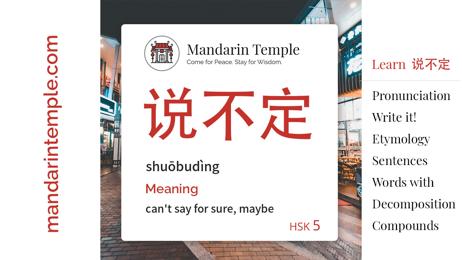 mandarintemple.com
Mandarin Temple
Come for Peace. Stay for Wisdom.
说不定
shuōbudìng
Meaning
can't say for sure, maybe
HSK 5
Learn 说不定
Pronunciation
Write it!
Etymology
Sentences
Words with
Decomposition
Compounds